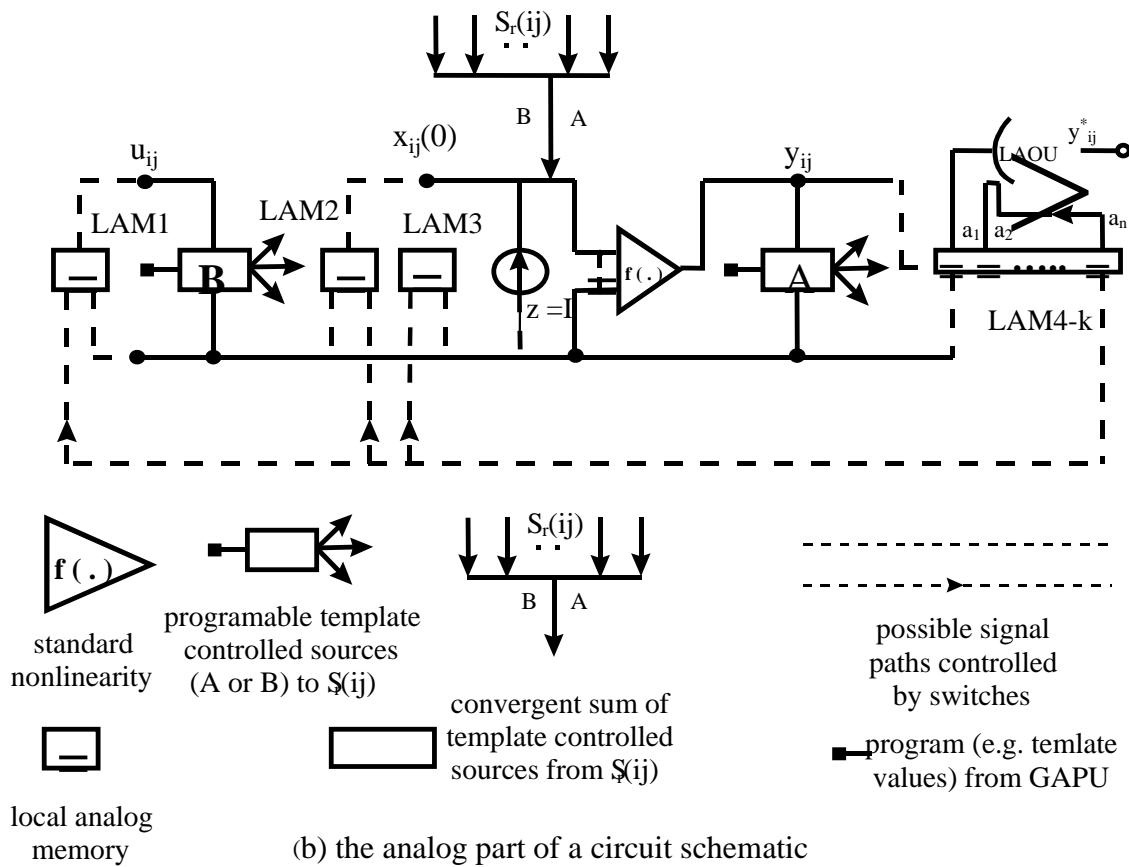 Sr(ij)
. .
B A
uij
xij(0)
yij
LAOU
y*ij
LAM1
LAM2
LAM3
a1 a2 an
B
f(.)
A
z =I
LAM4-k
f(.)
Sr(ij)
. .
B A
standard
nonlinearity
programable template
controlled sources
(A or B) to Sr(ij)
possible signal
paths controlled
by switches
convergent sum of
template controlled
sources from Sr(ij)
program (e.g. temlate
values) from GAPU
local analog
memory
(b) the analog part of a circuit schematic